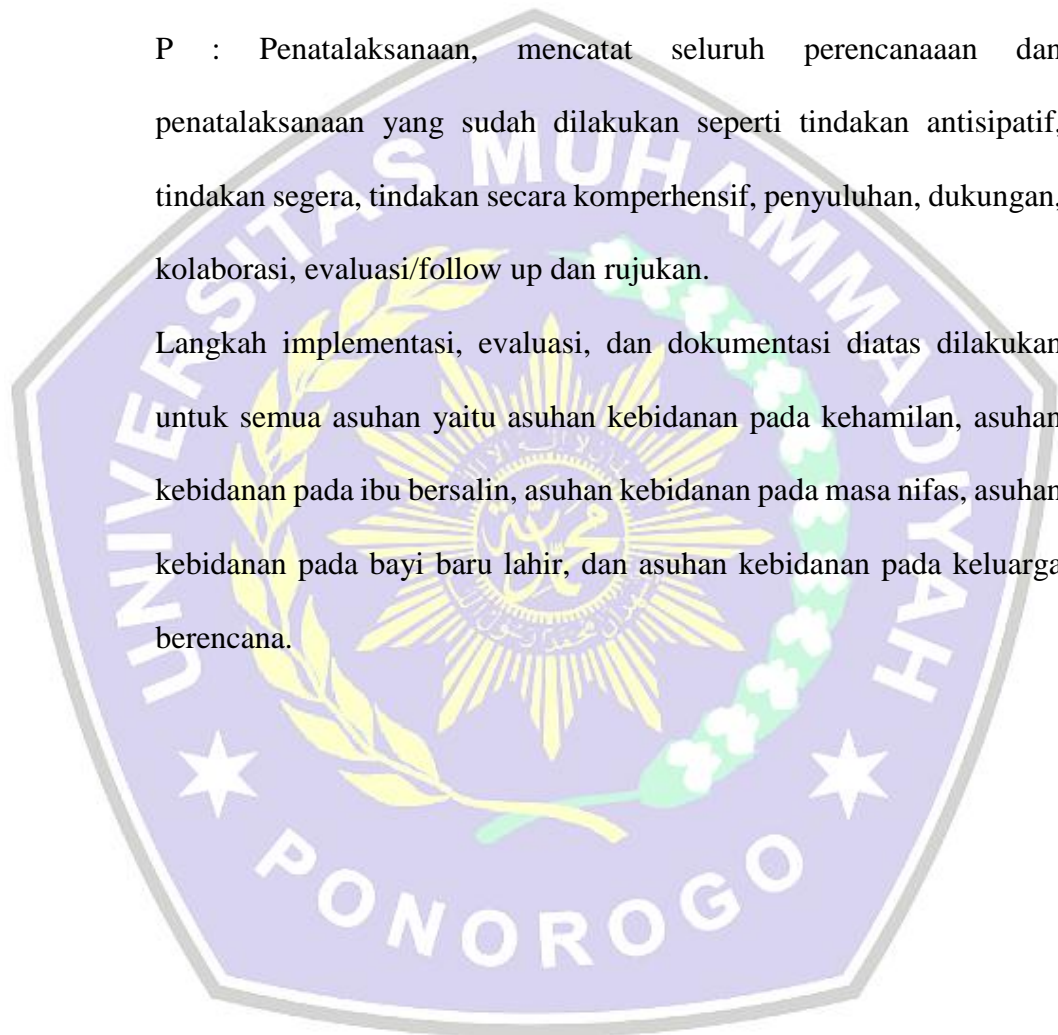 P : Penatalaksanaan, mencatat seluruh perencanaaan dan
penatalaksanaan yang sudah dilakukan seperti tindakan antisipatif,
tindakan segera, tindakan secara komperhensif, penyuluhan, dukungan,
kolaborasi, evaluasi/follow up dan rujukan.
Langkah implementasi, evaluasi, dan dokumentasi diatas dilakukan
untuk semua asuhan yaitu asuhan kebidanan pada kehamilan, asuhan
kebidanan pada ibu bersalin, asuhan kebidanan pada masa nifas, asuhan
kebidanan pada bayi baru lahir, dan asuhan kebidanan pada keluarga
berencana.
UNIVERSITAS MUHAMMADIYAH
PONOROGO